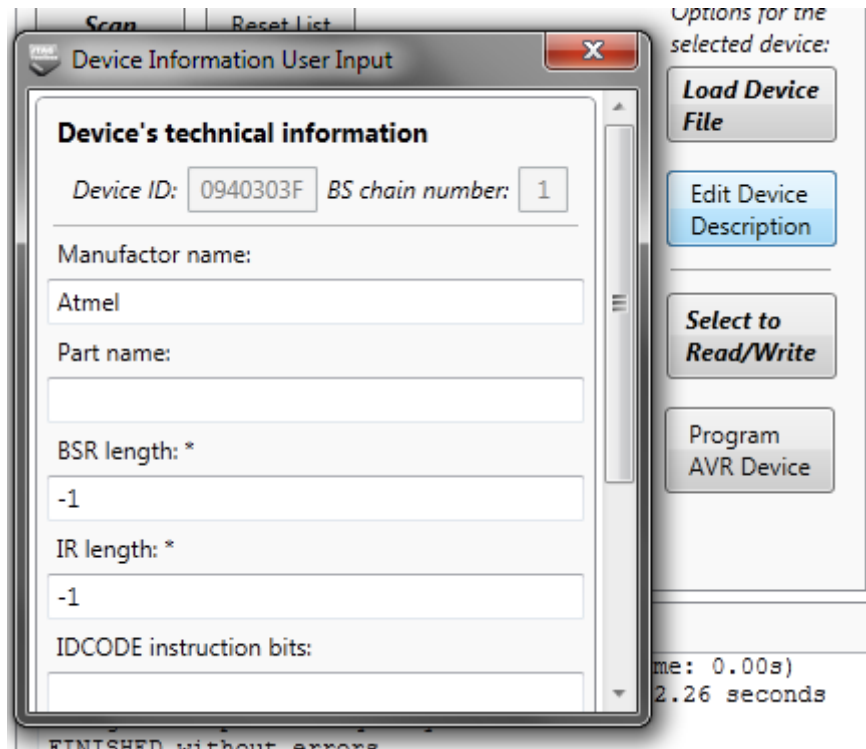 Scan
Reset List
Options for the
selected device:
Device Information User Input
Load Device
File
Device's technical information
Device ID: 0940303F BS chain number: 1
Edit Device
Description
Manufactor name:
Atmel
Select to
Read/Write
Part name:
Program
AVR Device
BSR length: *
-1
IR length: *
-1
IDCODE instruction bits:
me: 0.00s)
2.26 seconds
FINISHED without errors